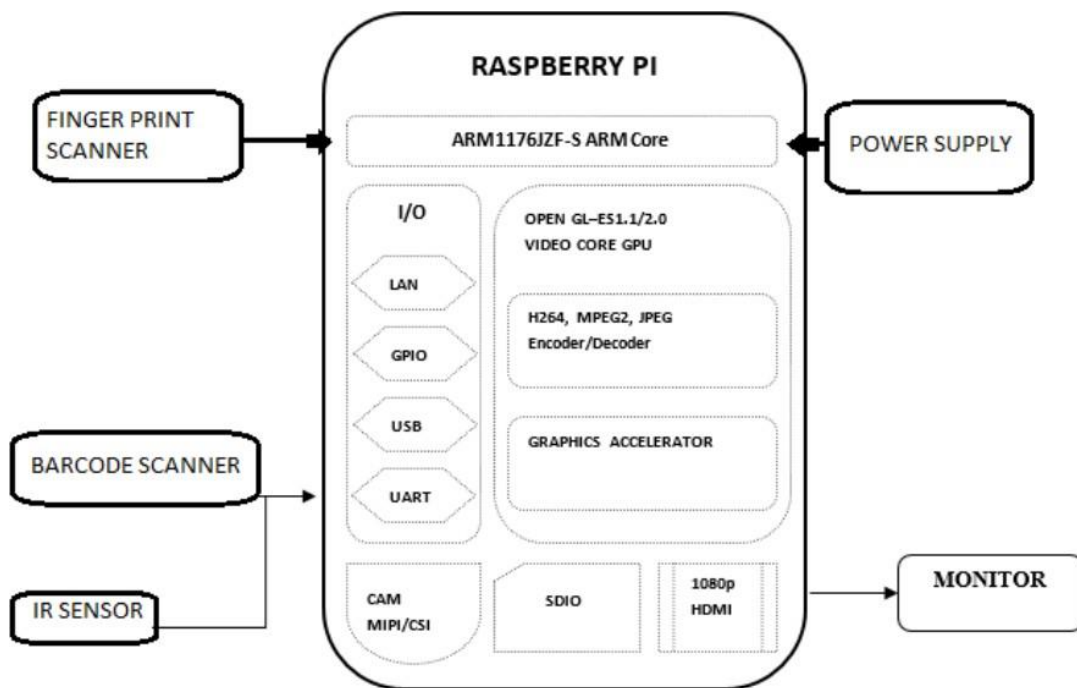 RASPBERRY PI
FINGER PRINT
SCANNER
ARM1176JZF-S ARM Core
POWER SUPPLY
I/O
LAN
GPIO
USB
UART
OPEN GL-ES1.1/2.0
VIDEO CORE GPU
H264, MPEG2, JPEG
Encoder/Decoder
GRAPHICS ACCELERATOR
BARCODE SCANNER
IR SENSOR
CAM
MIPI/CSI
SDIO
1080p
HDMI
MONITOR